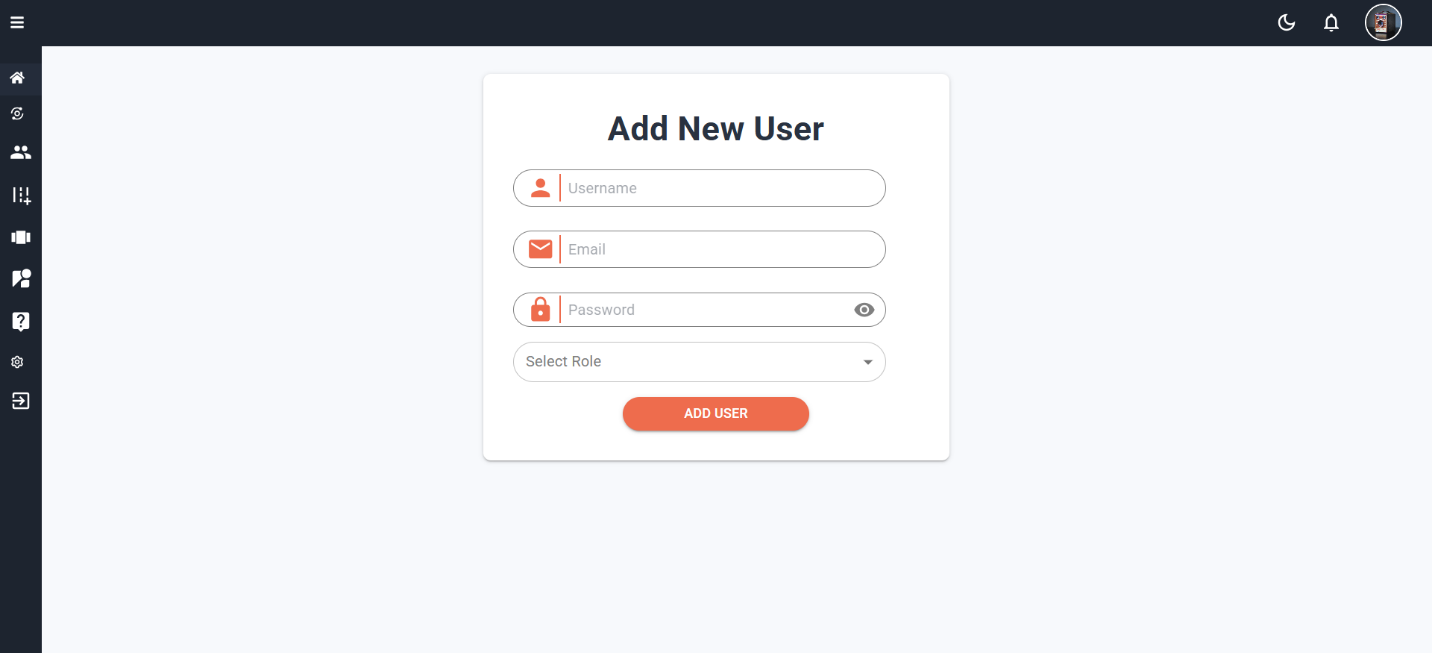 Add New User
Username
Email
Password
Select Role
ADD USER